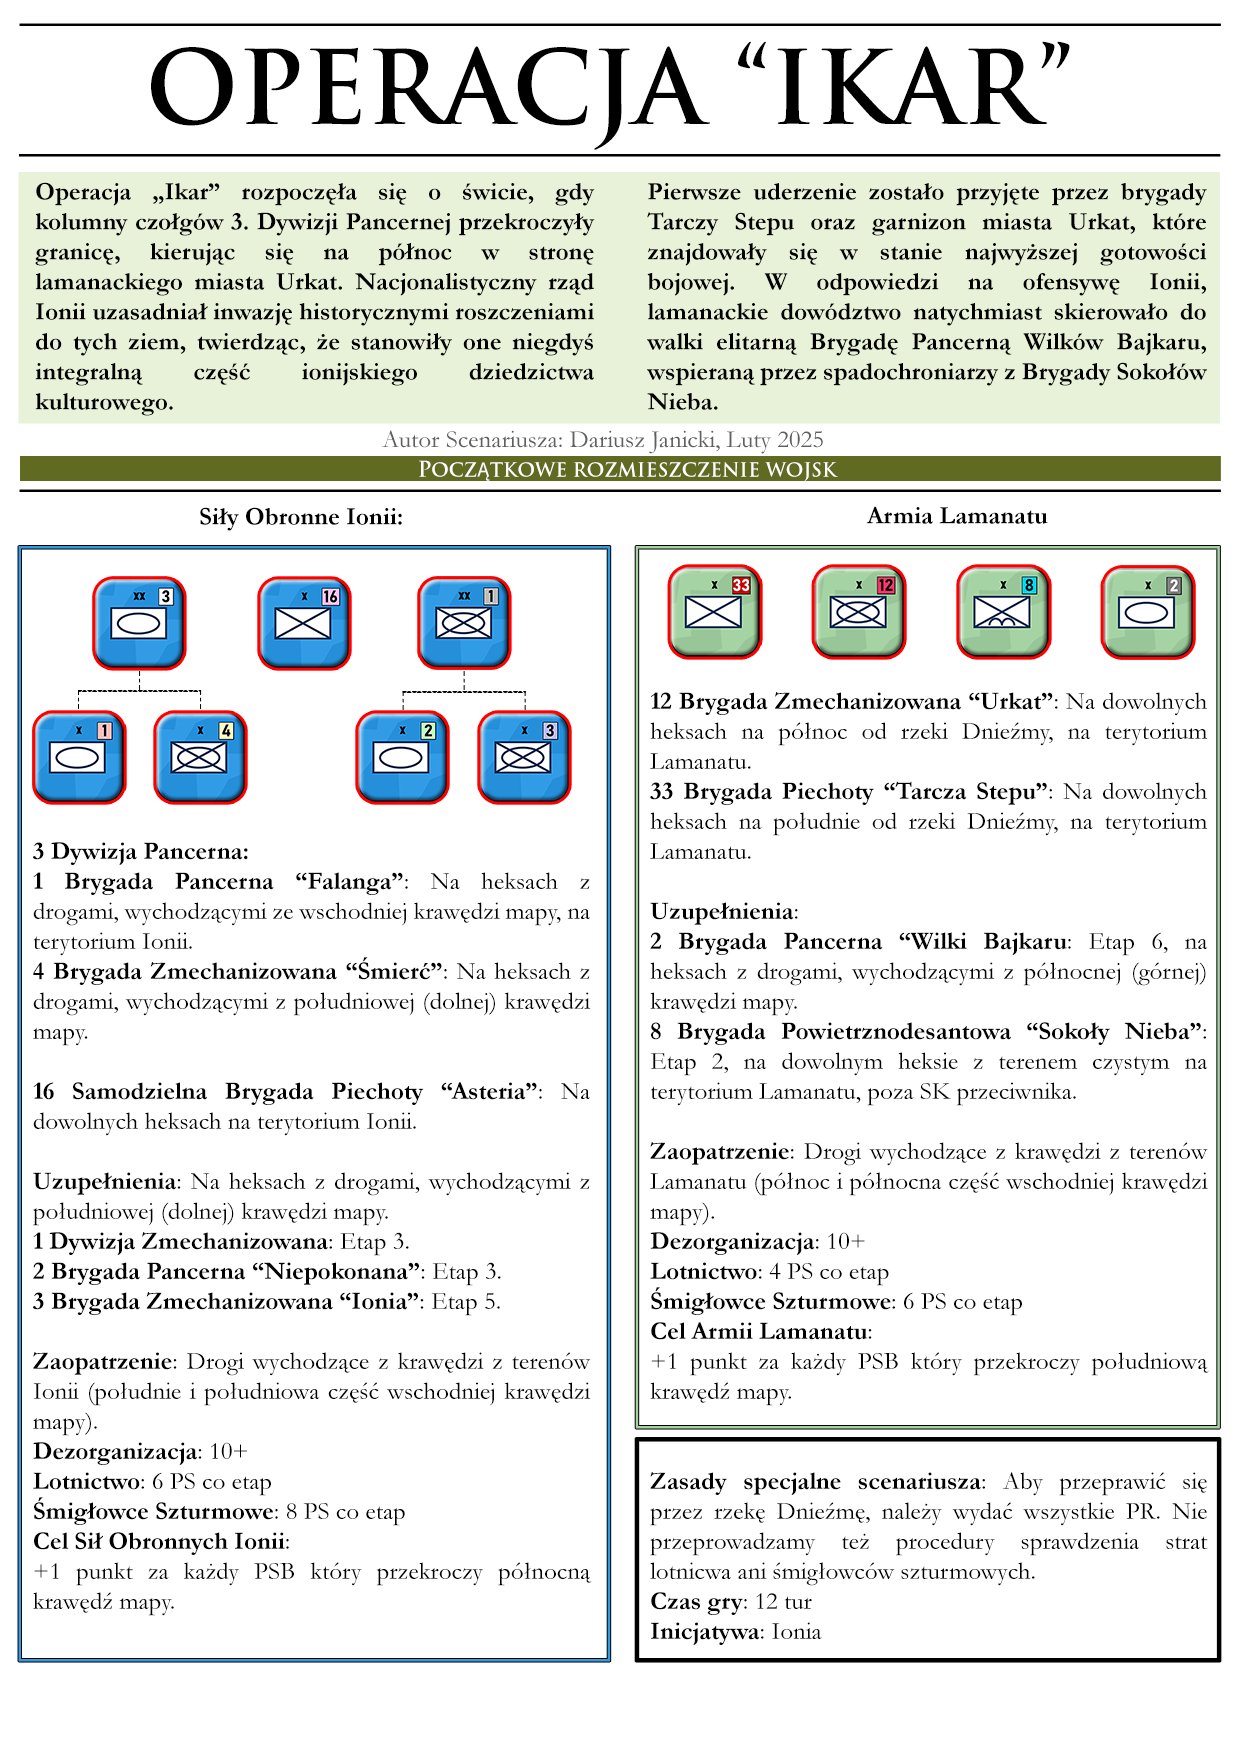 OPERACJA “IKAR”
Operacja „Ikar” rozpoczęła się o świcie, gdy
kolumny czołgów 3. Dywizji Pancernej przekroczyły
granicę, kierując się na północ w stronę
lamanackiego miasta Urkat. Nacjonalistyczny rząd
Ionii uzasadniał inwazję historycznymi roszczeniami
do tych ziem, twierdząc, że stanowiły one niegdyś
integralną część ionijskiego dziedzictwa
kulturowego.
Pierwsze uderzenie zostało przyjęte przez brygady
Tarczy Stepu oraz garnizon miasta Urkat, które
znajdowały się w stanie najwyższej gotowości
bojowej. W odpowiedzi na ofensywę Ionii,
lamanackie dowództwo natychmiast skierowało do
walki elitarną Brygadę Pancerną Wilków Bajkaru,
wspieraną przez spadochroniarzy z Brygady Sokołów
Nieba.
Autor Scenariusza: Dariusz Janicki, Luty 2025
Początkowe rozmieszczenie wojsk
Siły Obronne Ionii:
xx 3
x 16
xx 1
x 1
x 4
x 2
x 3
3 Dywizja Pancerna:
1 Brygada Pancerna “Falanga”: Na heksach z
drogami, wychodzącymi ze wschodniej krawędzi mapy, na
terytorium Ionii.
4 Brygada Zmechanizowana “Śmierć”: Na heksach z
drogami, wychodzącymi z południowej (dolnej) krawędzi
mapy.
16 Samodzielna Brygada Piechoty “Asteria”: Na
dowolnych heksach na terytorium Ionii.
Uzupełnienia: Na heksach z drogami, wychodzącymi z
południowej (dolnej) krawędzi mapy.
1 Dywizja Zmechanizowana: Etap 3.
2 Brygada Pancerna “Niepokonana”: Etap 3.
3 Brygada Zmechanizowana “Ionia”: Etap 5.
Zaopatrzenie: Drogi wychodzące z krawędzi z terenów
Ionii (południe i południowa część wschodniej krawędzi
mapy).
Dezorganizacja: 10+
Lotnictwo: 6 PS co etap
Śmigłowce Szturmowe: 8 PS co etap
Cel Sił Obronnych Ionii:
+1 punkt za każdy PSB który przekroczy północną
krawędź mapy.
Armia Lamanatu
x 33
x 12
x 8
x 2
12 Brygada Zmechanizowana “Urkat”: Na dowolnych
heksach na północ od rzeki Dnieźmy, na terytorium
Lamanatu.
33 Brygada Piechoty “Tarcza Stepu”: Na dowolnych
heksach na południe od rzeki Dnieźmy, na terytorium
Lamanatu.
Uzupełnienia:
2 Brygada Pancerna “Wilki Bajkaru: Etap 6, na
heksach z drogami, wychodzącymi z północnej (górnej)
krawędzi mapy.
8 Brygada Powietrznodesantowa “Sokoły Nieba”:
Etap 2, na dowolnym heksie z terenem czystym na
terytorium Lamanatu, poza SK przeciwnika.
Zaopatrzenie: Drogi wychodzące z krawędzi z terenów
Lamanatu (północ i północna część wschodniej krawędzi
mapy).
Dezorganizacja: 10+
Lotnictwo: 4 PS co etap
Śmigłowce Szturmowe: 6 PS co etap
Cel Armii Lamanatu:
+1 punkt za każdy PSB który przekroczy południową
krawędź mapy.
Zasady specjalne scenariusza: Aby przeprawić się
przez rzekę Dnieźmę, należy wydać wszystkie PR. Nie
przeprowadzamy też procedury sprawdzenia strat
lotnicwa ani śmigłowców szturmowych.
Czas gry: 12 tur
Inicjatywa: Ionia